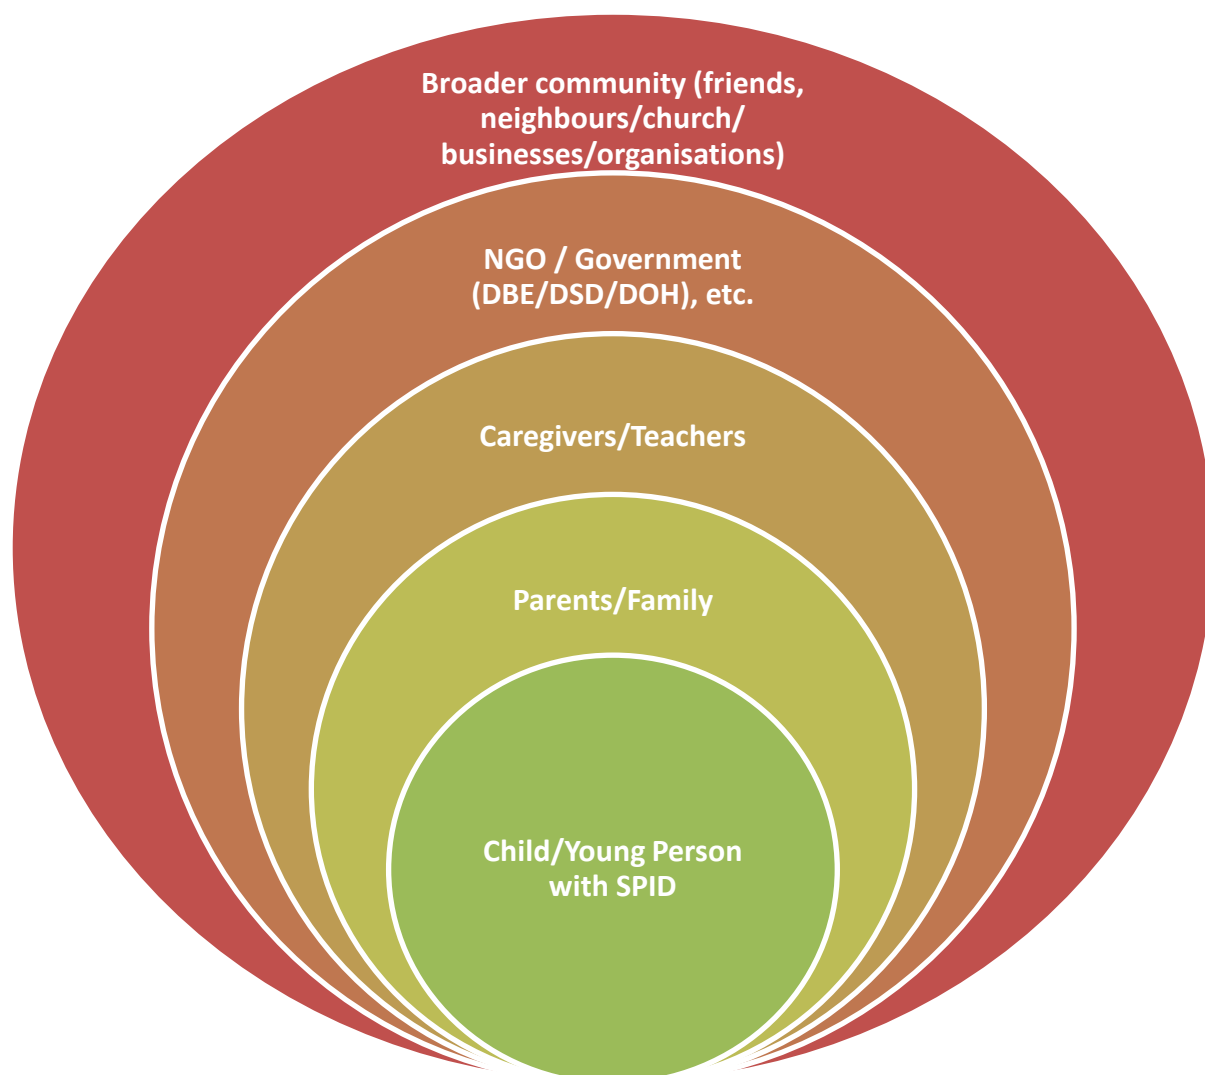 Broader community (friends,
neighbours/church/
businesses/organisations)
NGO / Government
(DBE/DSD/DOH), etc.
Caregivers/Teachers
Parents/Family
Child/Young Person
with SPID